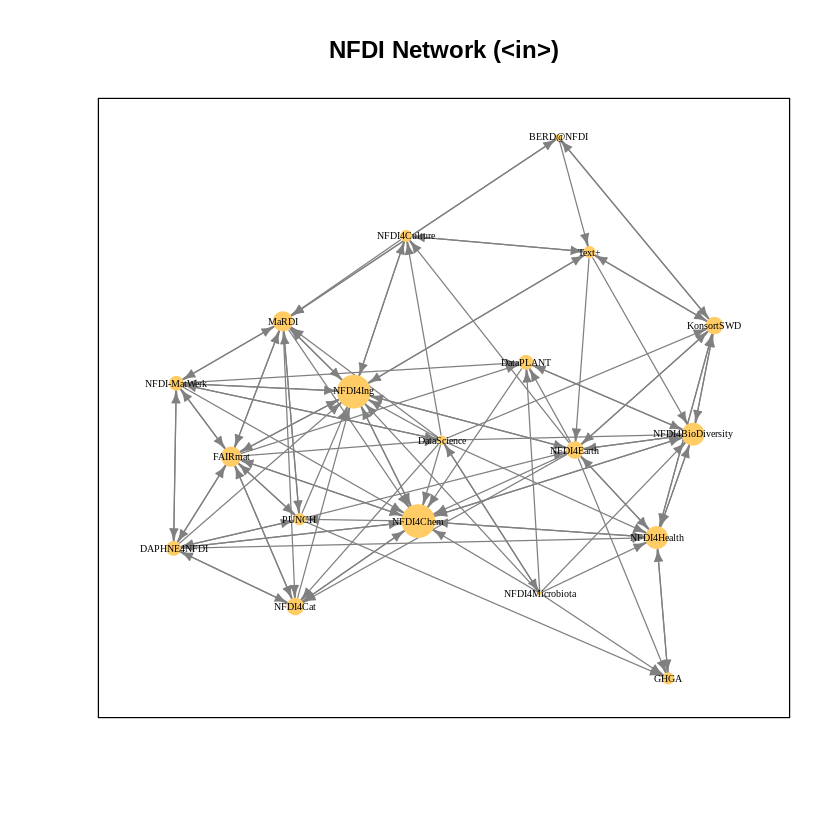 NFDI Network (<in>)
BERD@NFDI
NFDI4Culture
Text+
MaRDI
KonsortSWD
DataPLANT
NFDI-MatWerk
NFDI4Ing
NFDI4BioDiversity
DataScience
NFDI4Earth
FAIRmat
PUNCH
NFDI4Chem
NFDI4Health
DAPHNE4NFDI
NFDI4Microbiota
NFDI4Cat
GHGA